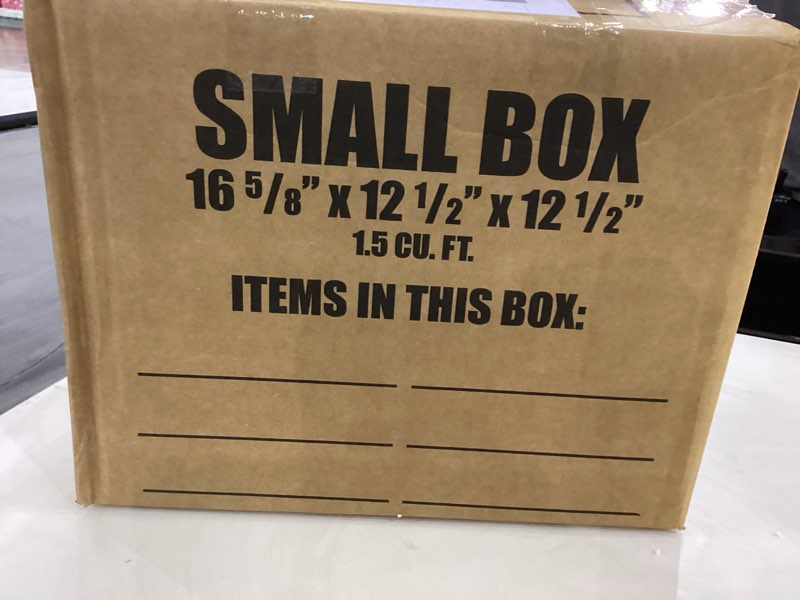 SMALL BOX
16 5/8” X 12 1/2” X 12 1/2”
1.5 CU. FT.
ITEMS IN THIS BOX: